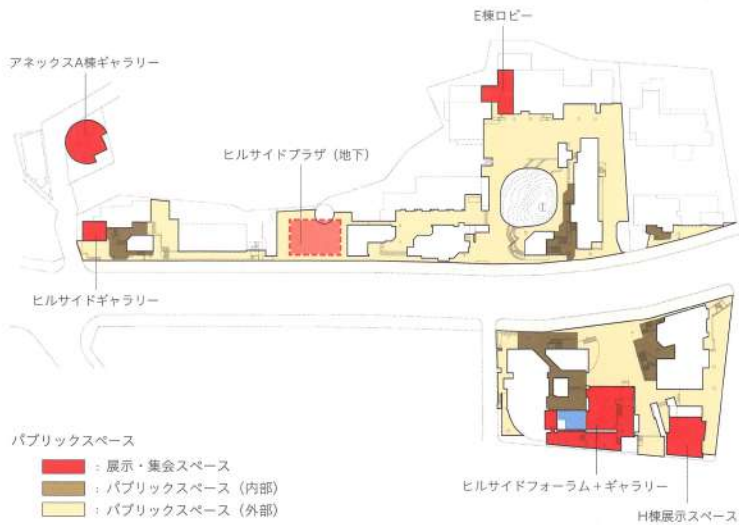 E棟ロビー
アネックスA棟ギャラリー
ヒルサイドプラザ（地下）
ヒルサイドギャラリー
パブリックスペース
：展示・集会スペース
：パブリックスペース（内部）
：パブリックスペース（外部）
ヒルサイドフォーラム＋ギャラリー
H棟展示スペース